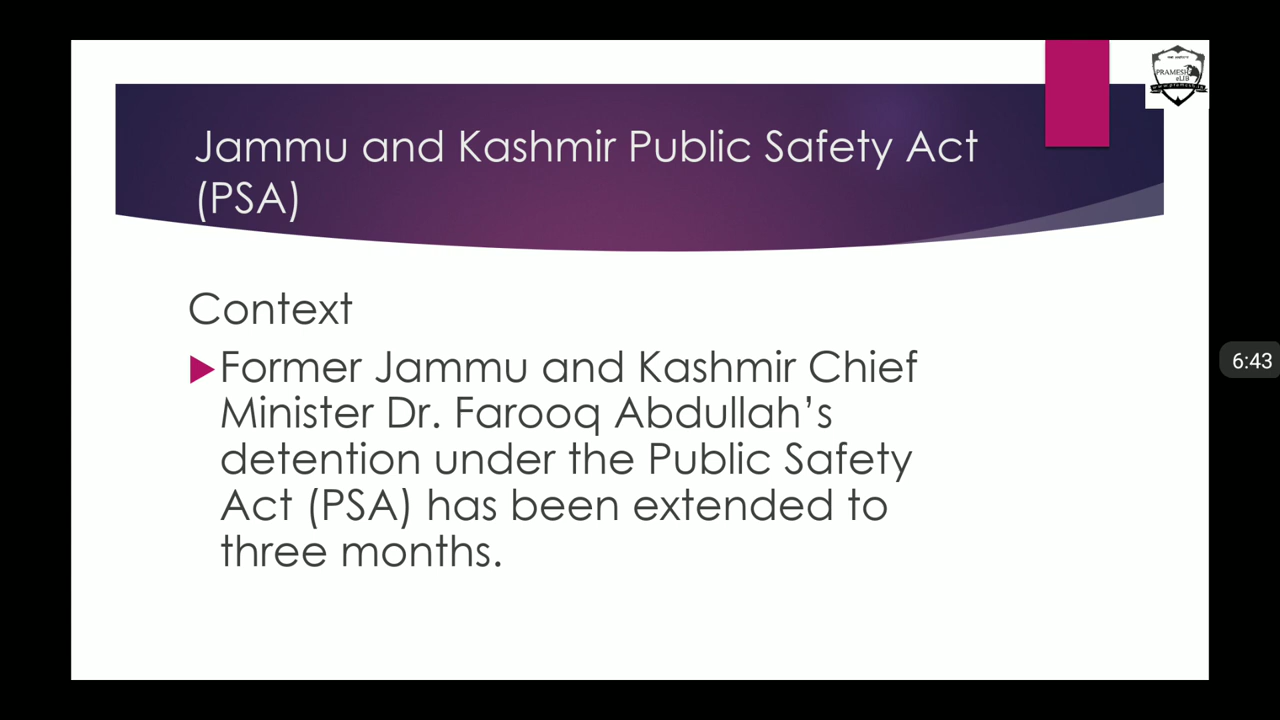 Jammu and Kashmir Public Safety Act
(PSA)
PRAMESH
eLIB
Context
Former Jammu and Kashmir Chief
Minister Dr. Farooq Abdullah’s
detention under the Public Safety
Act (PSA) has been extended to
three months.
6:43